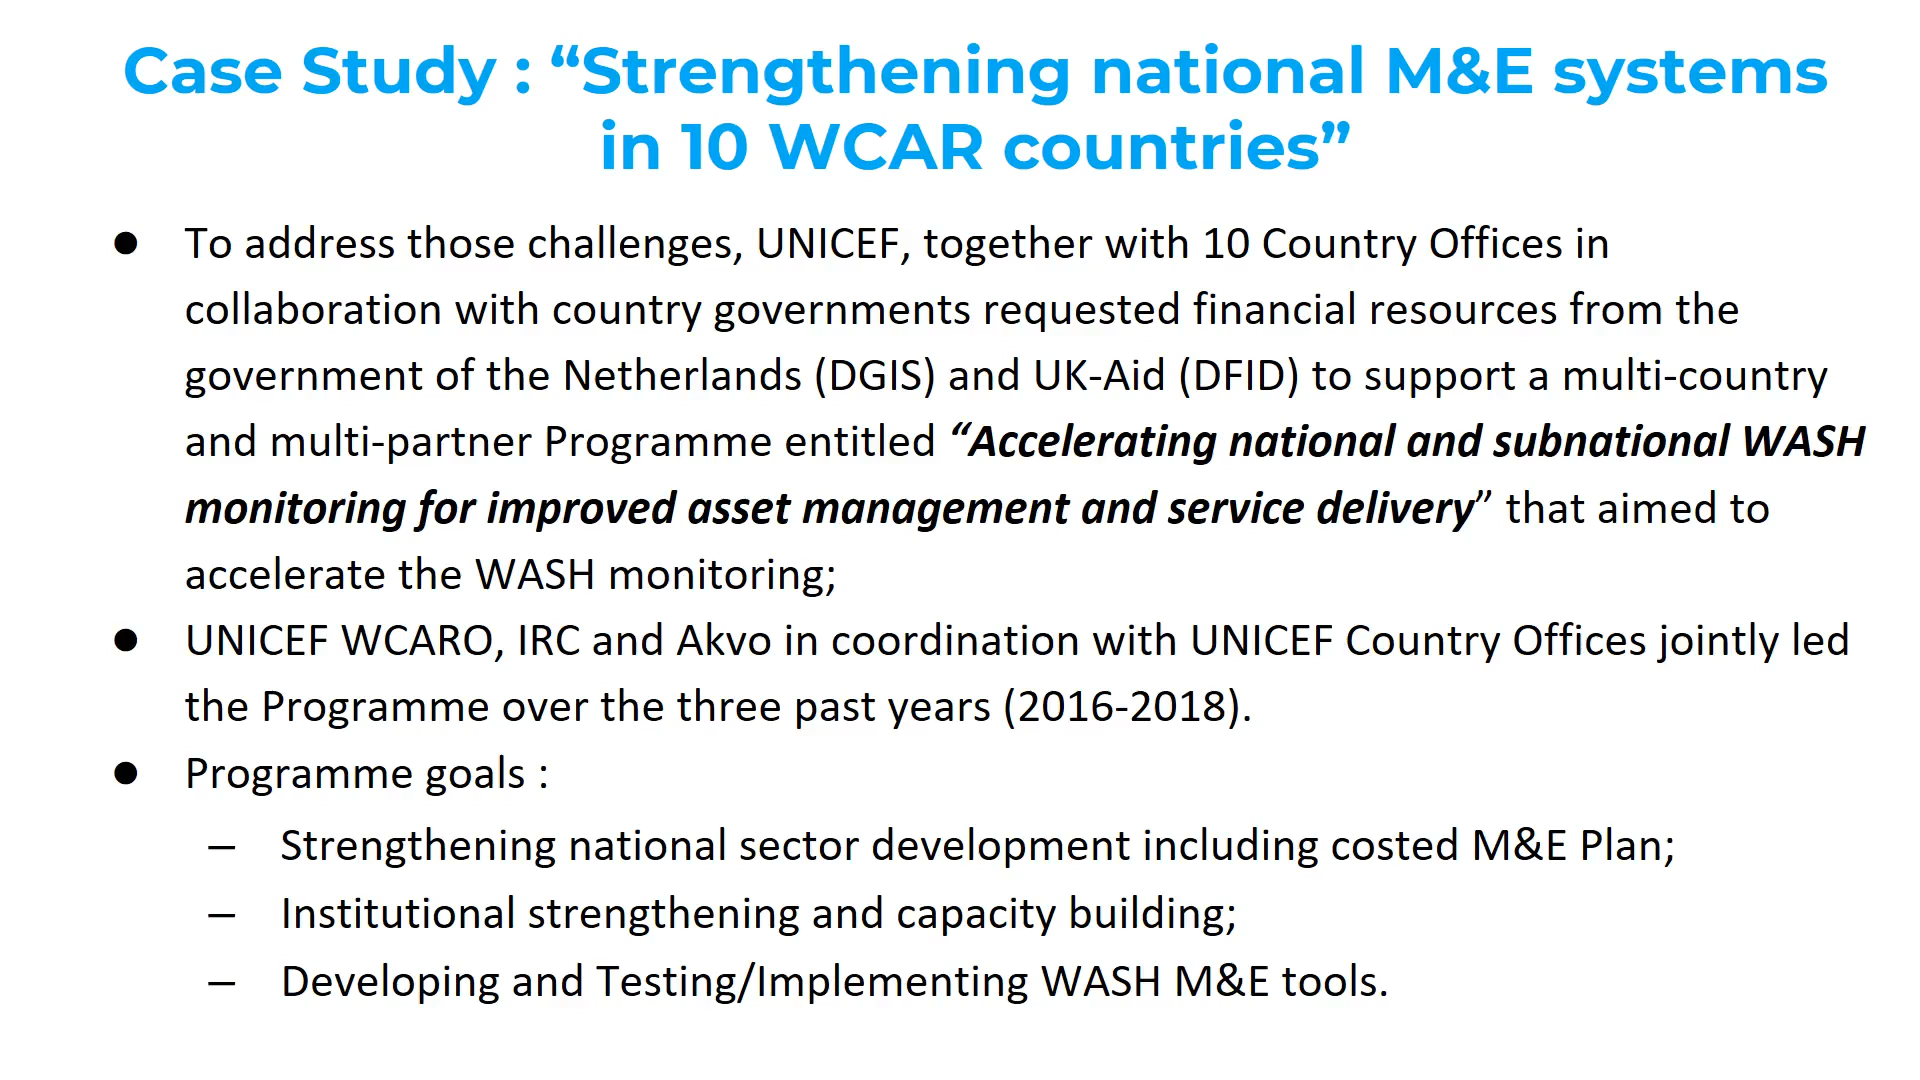 Case Study : “Strengthening national M&E systems
in 10 WCAR countries”
● To address those challenges, UNICEF, together with 10 Country Offices in
collaboration with country governments requested financial resources from the
government of the Netherlands (DGIS) and UK-Aid (DFID) to support a multi-country
and multi-partner Programme entitled “Accelerating national and subnational WASH
monitoring for improved asset management and service delivery” that aimed to
accelerate the WASH monitoring;
● UNICEF WCARO, IRC and Akvo in coordination with UNICEF Country Offices jointly led
the Programme over the three past years (2016-2018).
● Programme goals :
– Strengthening national sector development including costed M&E Plan;
– Institutional strengthening and capacity building;
– Developing and Testing/Implementing WASH M&E tools.